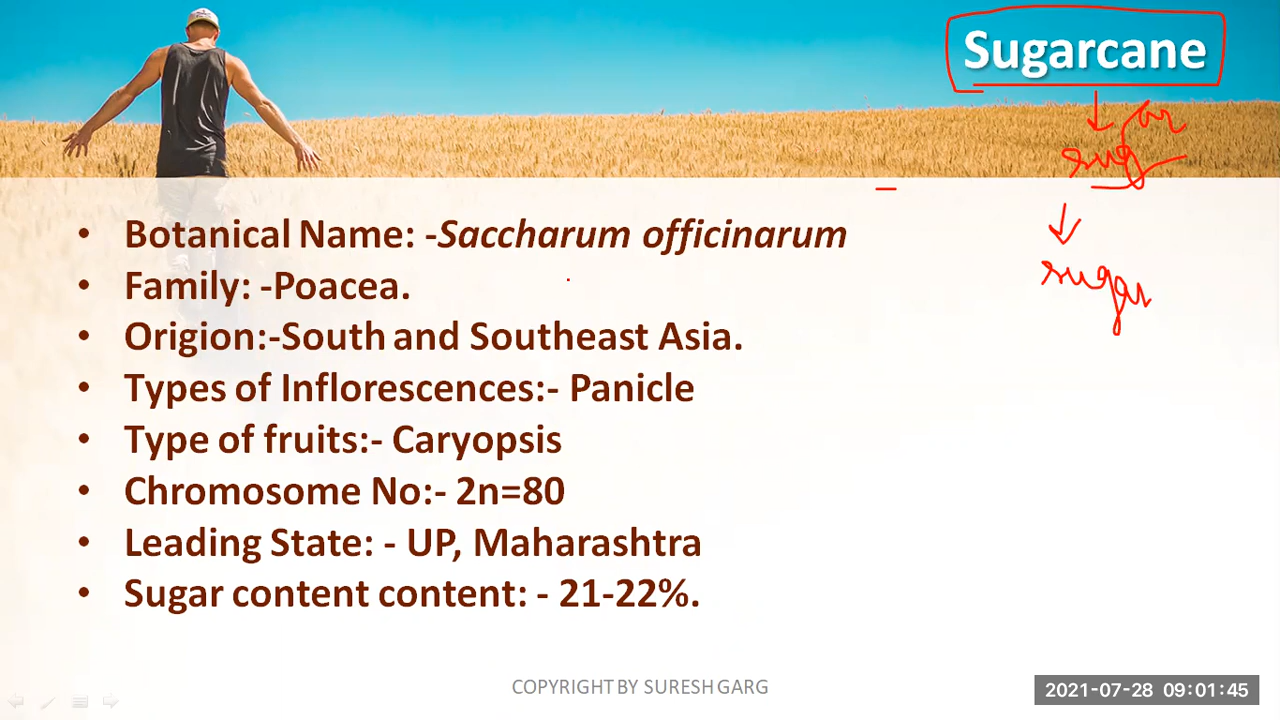 Sugarcane
sugar
sugar
• Botanical Name: -Saccharum officinarum
• Family: -Poacea.
• Origion:-South and Southeast Asia.
• Types of Inflorescences:- Panicle
• Type of fruits:- Caryopsis
• Chromosome No:- 2n=80
• Leading State: - UP, Maharashtra
• Sugar content content: - 21-22%.
COPYRIGHT BY SURESH GARG
2021-07-28 09:01:45